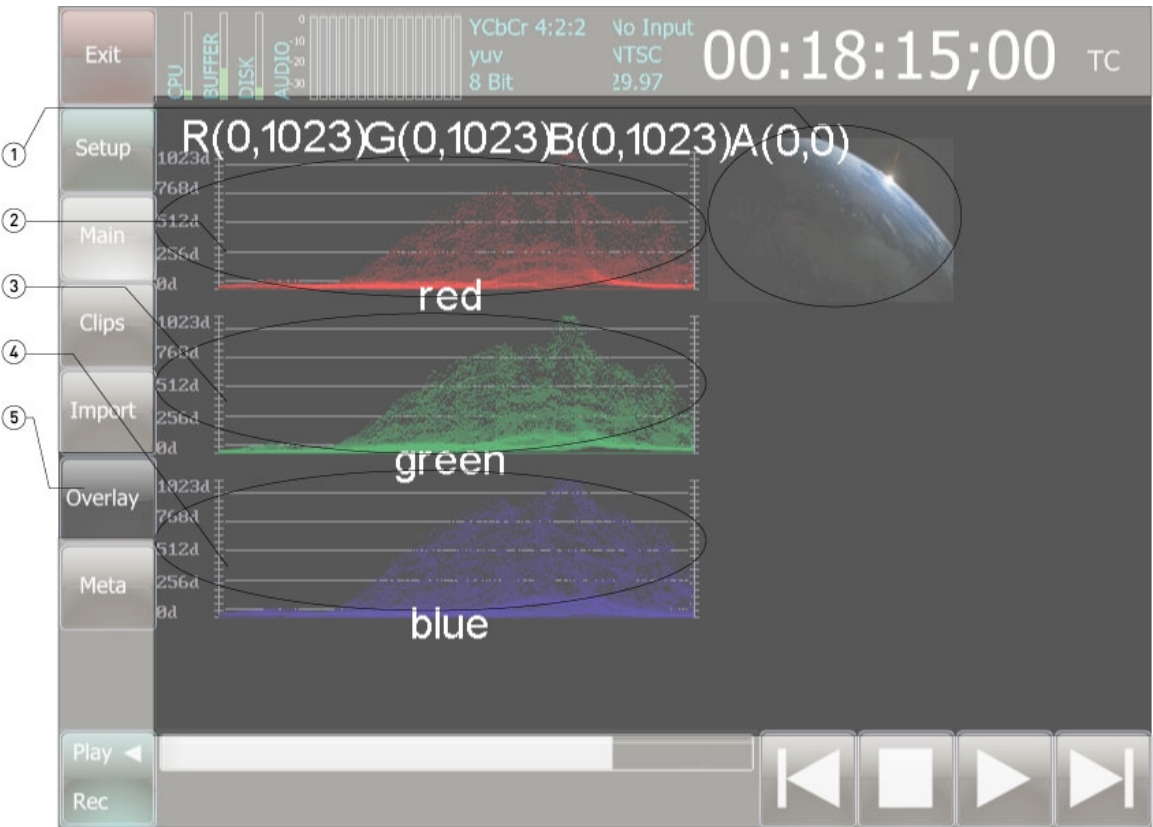 Exit
CPU
BUFFER
DISK
AUDIO
0
-10
-20
-30
YCbCr 4:2:2
yuv
8 Bit
No Input
NTSC
29.97
00:18:15;00 TC
1
Setup
R(0,1023)G(0,1023)B(0,1023)A(0,0)
1023d
768d
2
512d
Main
256d
3
0d
red
Clips
1023d
4
768d
512d
5
Import
256d
0d
green
Overlay
1023d
768d
512d
Meta
256d
0d
blue
Play
Rec